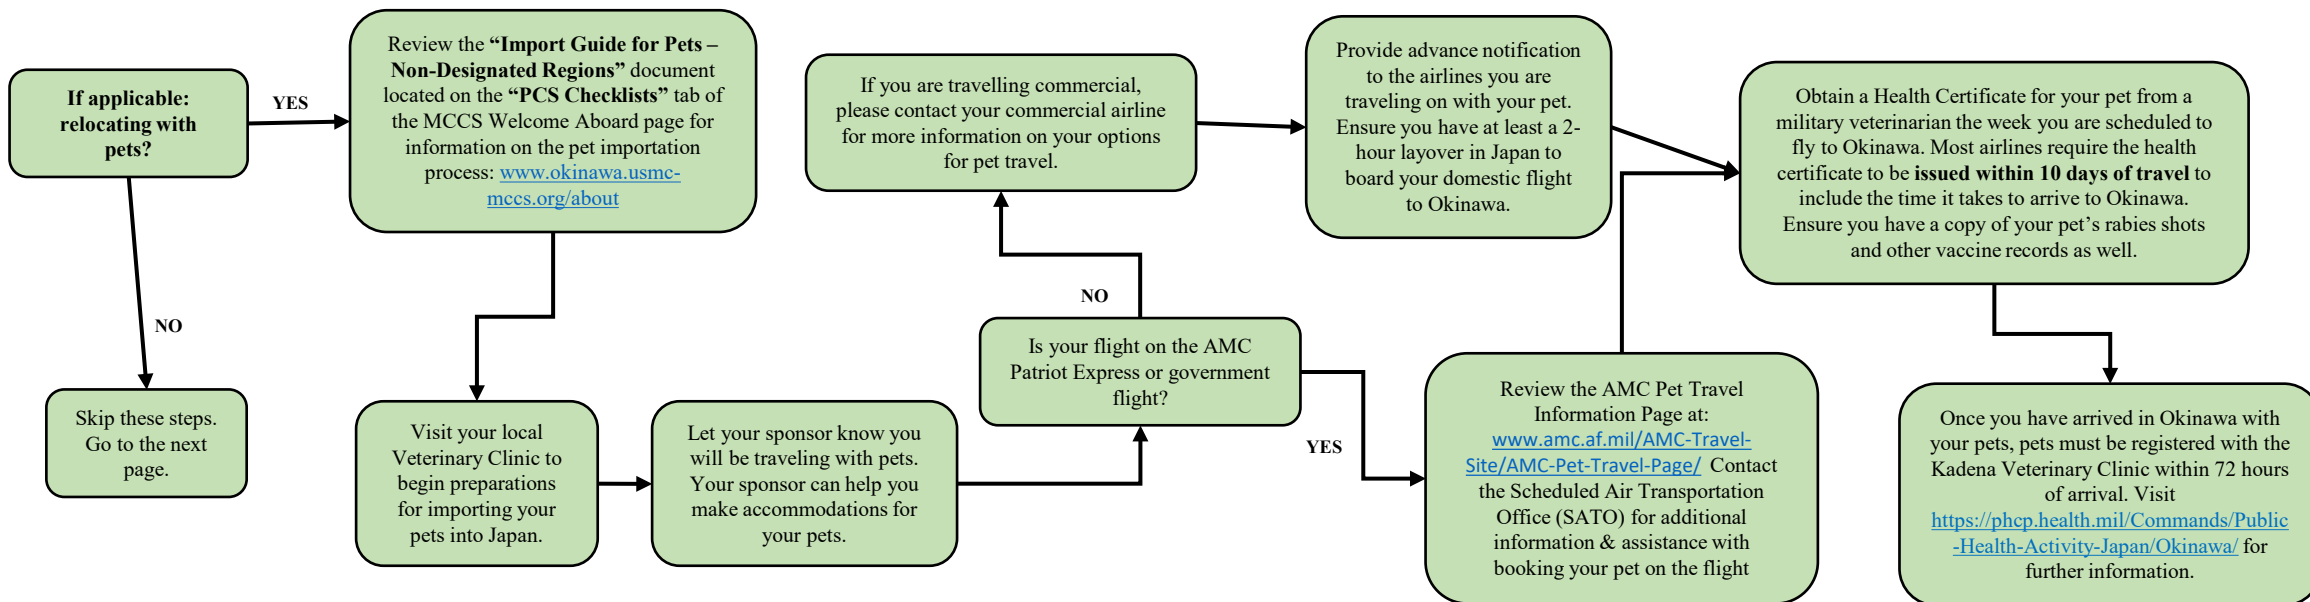 If applicable:
relocating with
pets?
YES
NO
Skip these steps.
Go to the next
page.
Review the “Import Guide for Pets –
Non-Designated Regions” document
located on the “PCS Checklists” tab of
the MCCS Welcome Aboard page for
information on the pet importation
process: www.okinawa.usmc-
mccs.org/about
Visit your local
Veterinary Clinic to
begin preparations
for importing your
pets into Japan.
Let your sponsor know you
will be traveling with pets.
Your sponsor can help you
make accommodations for
your pets.
Is your flight on the AMC
Patriot Express or government
flight?
NO
YES
If you are travelling commercial,
please contact your commercial airline
for more information on your options
for pet travel.
Provide advance notification
to the airlines you are
traveling on with your pet.
Ensure you have at least a 2-
hour layover in Japan to
board your domestic flight
to Okinawa.
Review the AMC Pet Travel
Information Page at:
www.amc.af.mil/AMC-Travel-
Site/AMC-Pet-Travel-Page/ Contact
the Scheduled Air Transportation
Office (SATO) for additional
information & assistance with
booking your pet on the flight
Obtain a Health Certificate for your pet from a
military veterinarian the week you are scheduled to
fly to Okinawa. Most airlines require the health
certificate to be issued within 10 days of travel to
include the time it takes to arrive to Okinawa.
Ensure you have a copy of your pet’s rabies shots
and other vaccine records as well.
Once you have arrived in Okinawa with
your pets, pets must be registered with the
Kadena Veterinary Clinic within 72 hours
of arrival. Visit
https://phcp.health.mil/Commands/Public
-Health-Activity-Japan/Okinawa/ for
further information.